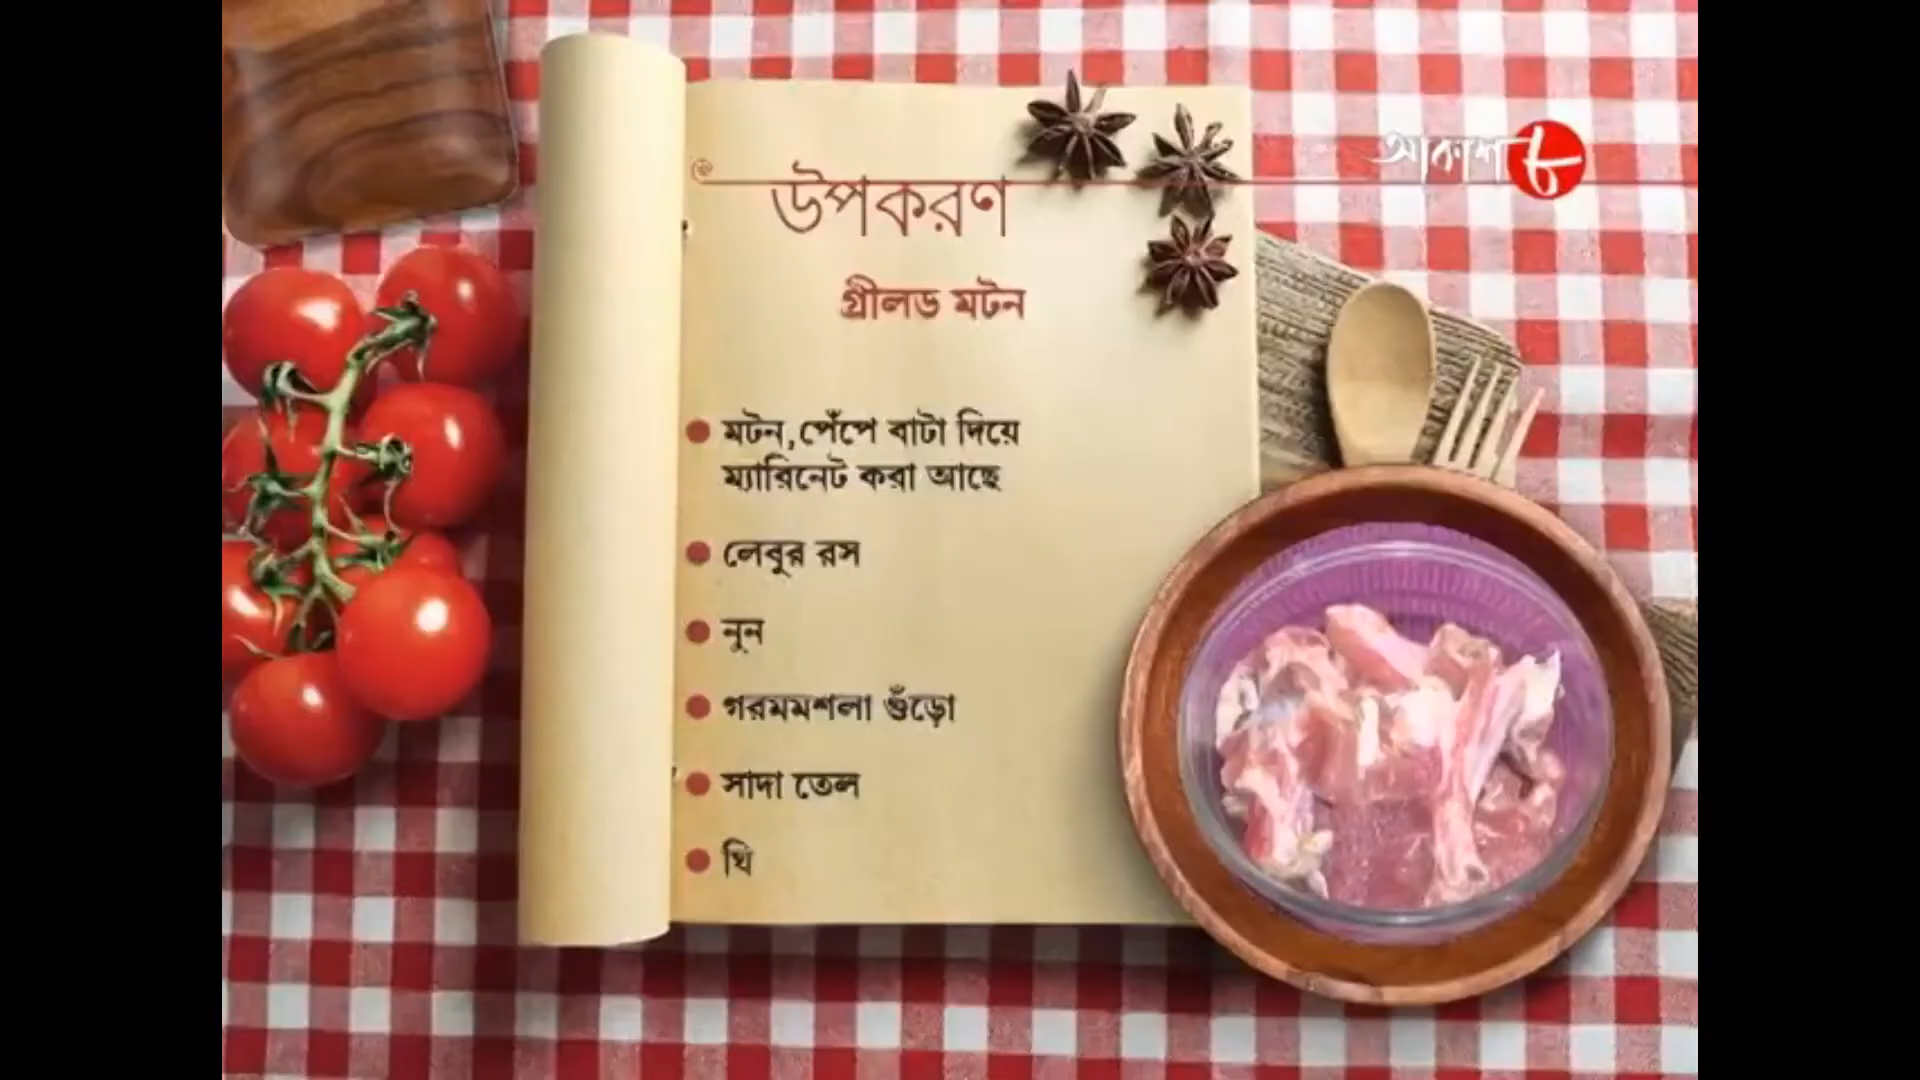 আকাশ ৮
উপকরণ
গ্রীলড মটন
মটন,পেঁপে বাটা দিয়ে
ম্যারিনেট করা আছে
লেবুর রস
নুন
গরমমশলা গুঁড়ো
সাদা তেল
ঘি